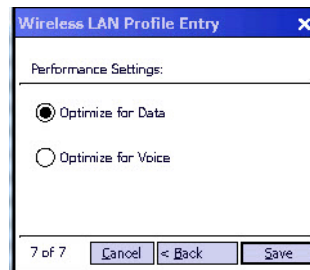 Wireless LAN Profile Entry X
Performance Settings:
Optimize for Data
Optimize for Voice
7 of 7 Cancel < Back Save